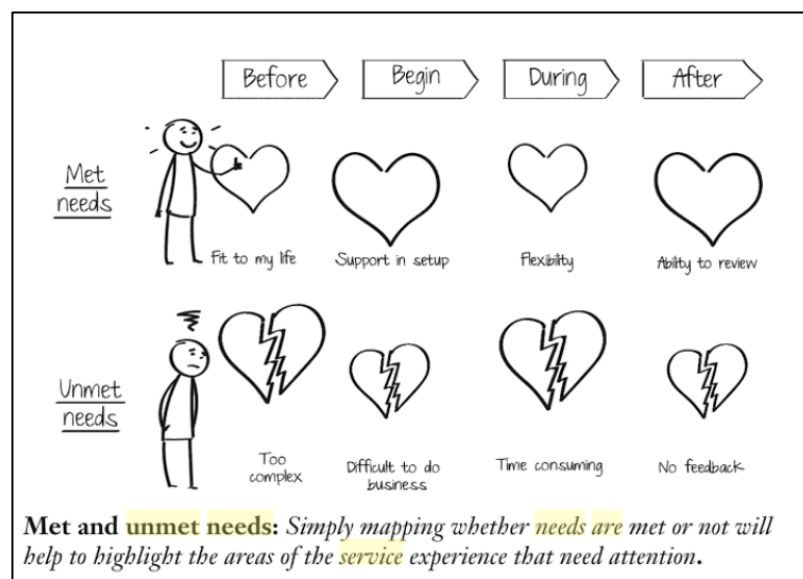 Before Begin During After
Met
needs
Fit to my life Support in setup Flexibility Ability to review
Unmet
needs
Too
complex
Difficult to do
business
Time consuming
No feedback
Met and unmet needs: Simply mapping whether needs are met or not will
help to highlight the areas of the service experience that need attention.